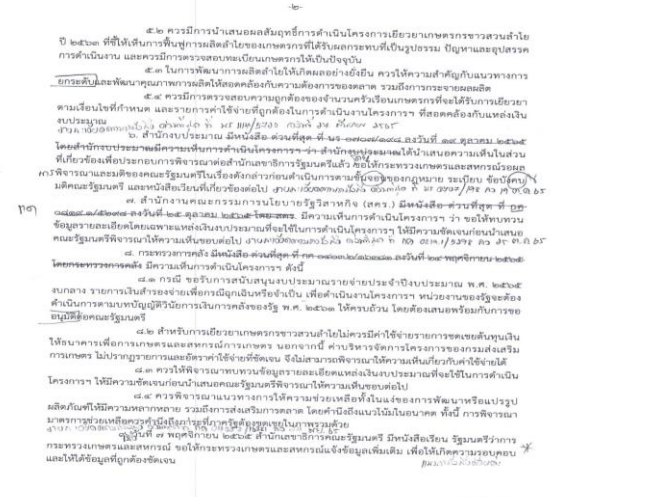 -๒-
๕.๒ ควรมีการนำเสนอผลสัมฤทธิ์การดำเนินโครงการเยียวยาเกษตรกรชาวสวนลำไย
ปี ๒๕๖๓ ที่ชี้ให้เห็นการฟื้นฟูการผลิตลำไยของเกษตรกรที่ได้รับผลกระทบที่เป็นรูปธรรม ปัญหาและอุปสรรค
การดำเนินงาน และควรมีการตรวจสอบทะเบียนเกษตรกรให้เป็นปัจจุบัน
๕.๓ ในการพัฒนาการผลิตลำไยให้เกิดผลอย่างยั่งยืน ควรให้ความสำคัญกับแนวทางการ
ยกระดับและพัฒนาคุณภาพการผลิตให้สอดคล้องกับความต้องการของตลาด รวมถึงการกระจายผลผลิต
๕.๔ ควรมีการตรวจสอบความถูกต้องของจำนวนครัวเรือนเกษตรกรที่จะได้รับการเยียวยา
ตามเงื่อนไขที่กำหนด และรายการค่าใช้จ่ายที่ถูกต้องในการดำเนินงานโครงการฯ ที่สอดคล้องกับแหล่งเงิน
งบประมาณ
๖. สำนักงบประมาณ มีหนังสือ ด่วนที่สุด ที่ นร ๐๗๐๗/๑๙๘ ลงวันที่ ๑๙ ตุลาคม ๒๕๖๕
โดยสำนักงบประมาณมีความเห็นการดำเนินโครงการฯ ว่า สำนักงบประมาณได้นำเสนอความเห็นในส่วน
ที่เกี่ยวข้องเพื่อประกอบการพิจารณาต่อสำนักเลขาธิการรัฐมนตรีแล้ว ขอให้กระทรวงเกษตรและสหกรณ์รอผล
การพิจารณาและมติของคณะรัฐมนตรีในเรื่องดังกล่าวก่อนดำเนินการตามขั้นตอนของกฎหมาย ระเบียบ ข้อบังคับ
มติคณะรัฐมนตรี และหนังสือเวียนที่เกี่ยวข้องต่อไป
๗. สำนักงานคณะกรรมการนโยบายรัฐวิสาหกิจ (สคร.) มีหนังสือ ด่วนที่สุด ที่ กค
ลงวันที่ ๒๕ ตุลาคม ๒๕๖๕ โดย สคร. มีความเห็นการดำเนินโครงการฯ ว่า ขอให้ทบทวน
ข้อมูลรายละเอียดโดยเฉพาะแหล่งเงินงบประมาณที่จะใช้ในการดำเนินโครงการฯ ให้มีความชัดเจนก่อนนำเสนอ
คณะรัฐมนตรีพิจารณาให้ความเห็นชอบต่อไป
๘. กระทรวงการคลัง มีหนังสือ ด่วนที่สุด ที่ กค ลงวันที่ พฤศจิกายน ๒๕๖๕
โดยกระทรวงการคลัง มีความเห็นการดำเนินโครงการฯ ดังนี้
๘.๑ กรณี ขอรับการสนับสนุนงบประมาณรายจ่ายประจำปีงบประมาณ พ.ศ. ๒๕๖๕
งบกลาง รายการเงินสำรองจ่ายเพื่อกรณีฉุกเฉินหรือจำเป็น เพื่อดำเนินงานโครงการฯ หน่วยงานของรัฐจะต้อง
ดำเนินการตามบทบัญญัติวินัยการเงินการคลังของรัฐ พ.ศ. ๒๕๖๑ ให้ครบถ้วน โดยต้องเสนอพร้อมกับการขอ
อนุมัติต่อคณะรัฐมนตรี
๘.๒ สำหรับการเยียวยาเกษตรกรชาวสวนลำไยไม่ควรมีค่าใช้จ่ายรายการชดเชยต้นทุนเงิน
ให้ธนาคารเพื่อการเกษตรและสหกรณ์การเกษตร นอกจากนี้ ค่าบริหารจัดการโครงการของกรมส่งเสริม
การเกษตร ไม่ปรากฏรายการและอัตราค่าใช้จ่ายที่ชัดเจน จึงไม่สามารถพิจารณาให้ความเห็นเกี่ยวกับค่าใช้จ่ายได้
๘.๓ ควรให้พิจารณาทบทวนข้อมูลรายละเอียดแหล่งเงินงบประมาณที่จะใช้ในการดำเนิน
โครงการฯ ให้มีความชัดเจนก่อนนำเสนอคณะรัฐมนตรีพิจารณาให้ความเห็นชอบต่อไป
๘.๔ ควรพิจารณาแนวทางการให้ความช่วยเหลือทั้งในแง่ของการพัฒนาหรือแปรรูป
ผลิตภัณฑ์ให้มีความหลากหลาย รวมถึงการส่งเสริมการตลาด โดยคำนึงถึงแนวโน้มในอนาคต ทั้งนี้ การพิจารณา
มาตรการช่วยเหลือควรคำนึงถึงภาระที่ภาครัฐต้องชดเชยในภาพรวมด้วย
๙. วันที่ ๗ พฤศจิกายน ๒๕๖๕ สำนักเลขาธิการคณะรัฐมนตรี มีหนังสือเรียน รัฐมนตรีว่าการ
กระทรวงเกษตรและสหกรณ์ ขอให้กระทรวงเกษตรและสหกรณ์แจ้งข้อมูลเพิ่มเติม เพื่อให้เกิดความรอบคอบ
และให้ได้ข้อมูลที่ถูกต้องชัดเจน